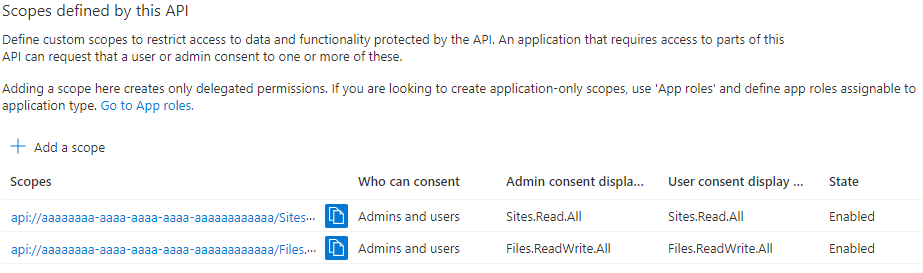 Scopes defined by this API
Define custom scopes to restrict access to data and functionality protected by the API. An application that requires access to parts of this
API can request that a user or admin consent to one or more of these.
Adding a scope here creates only delegated permissions. If you are looking to create application-only scopes, use 'App roles' and define app roles assignable to
application type. Go to App roles.
Add a scope
Scopes Who can consent Admin consent displa... User consent display ... State
api://aaaaaaaa-aaaa-aaaa-aaaa-aaaaaaaaaaaa/Sites... Admins and users Sites.Read.All Sites.Read.All Enabled
api://aaaaaaaa-aaaa-aaaa-aaaa-aaaaaaaaaaaa/Files.... Admins and users Files.ReadWrite.All Files.ReadWrite.All Enabled